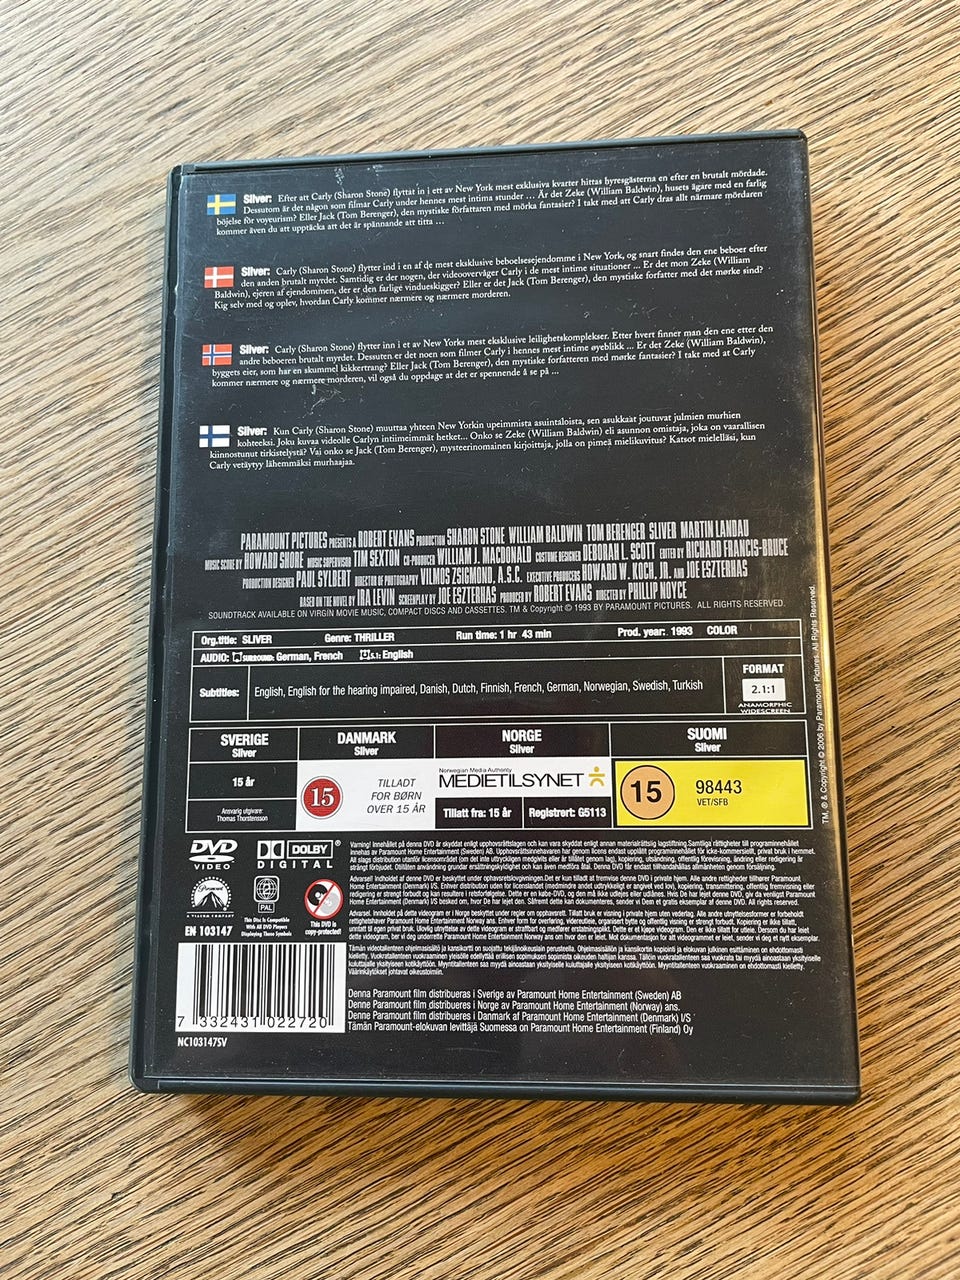 Sliver: Efter att Carly (Sharon Stone) flyttat in i ett av New York mest exklusiva kvarter hittas hyresgästerna en efter en brutalt mördade.
Dessutom är det någon som filmar Carly under hennes mest intima stunder ... Är det Zeke (William Baldwin), husets ägare med en farlig
böjelse för voyeurism? Eller Jack (Tom Berenger), den mystiske författaren med mörka fantasier? I takt med att Carly dras allt närmare mördaren
kommer även du att upptäcka att det är spännande att titta ...
Sliver: Carly (Sharon Stone) flytter ind i en af de mest eksklusive beboelsesejendomme i New York, og snart findes den ene beboer efter
den anden brutalt myrdet. Samtidig er der nogen, der videoovervåger Carly i de mest intime situationer ... Er det mon Zeke (William
Baldwin), ejeren af ejendommen, der er den farlige vindueskigger? Eller er det Jack (Tom Berenger), den mystiske forfatter med det mørke sind?
Kig selv med og oplev, hvordan Carly kommer nærmere og nærmere morderen.
Sliver: Carly (Sharon Stone) flytter inn i et av New Yorks mest eksklusive leilighetskomplekser. Etter hvert finner man den ene etter den
andre beboeren brutalt myrdet. Dessuten er det noen som filmer Carly i hennes mest intime øyeblikk ... Er det Zeke (William Baldwin),
byggets eier, som har en skummel kikkertrang? Eller Jack (Tom Berenger), den mystiske forfatteren med mørke fantasier? I takt med at Carly
kommer nærmere og nærmere morderen, vil også du oppdage at det er spennende å se på ...
Sliver: Kun Carly (Sharon Stone) muuttaa yhteen New Yorkin upeimmista asuintaloista, sen asukkaat joutuvat julmien murhien
kohteeksi. Joku kuvaa videolle Carlyn intiimeimmät hetket... Onko se Zeke (William Baldwin) eli asunnon omistaja, joka on vaarallisen
kiinnostunut tirkistelystä? Vai onko se Jack (Tom Berenger), mysteerinomainen kirjoittaja, jolla on pimeä mielikuvitus? Katsot mielelläsi, kun
Carly vetäytyy lähemmäksi murhaajaa.
PARAMOUNT PICTURES PRESENTS A ROBERT EVANS PRODUCTION SHARON STONE WILLIAM BALDWIN TOM BERENGER SLIVER MARTIN LANDAU
MUSIC SCORE BY HOWARD SHORE MUSIC SUPERVISOR TIM SEXTON CO-PRODUCER WILLIAM J. MACDONALD COSTUME DESIGNER DEBORAH L. SCOTT EDITED BY RICHARD FRANCIS-BRUCE
PRODUCTION DESIGNER PAUL SYLBERT DIRECTOR OF PHOTOGRAPHY VILMOS ZSIGMOND, A.S.C. EXECUTIVE PRODUCERS HOWARD W. KOCH, JR. AND JOE ESZTERHAS
BASED ON THE NOVEL BY IRA LEVIN SCREENPLAY BY JOE ESZTERHAS PRODUCED BY ROBERT EVANS DIRECTED BY PHILLIP NOYCE
SOUNDTRACK AVAILABLE ON VIRGIN MOVIE MUSIC, COMPACT DISCS AND CASSETTES. TM & Copyright © 1993 BY PARAMOUNT PICTURES. ALL RIGHTS RESERVED.
Org.title: SLIVER Genre: THRILLER Run time: 1 hr 43 min Prod. year: 1993 COLOR
AUDIO: SURROUND: German, French 5.1: English
Subtitles: English, English for the hearing impaired, Danish, Dutch, Finnish, French, German, Norwegian, Swedish, Turkish
FORMAT
2.1:1
ANAMORPHIC
WIDESCREEN
SVERIGE
Sliver
DANMARK
Sliver
NORGE
Sliver
SUOMI
Sliver
15 år
Ansvarig utgivare:
Thomas Thorstensson
15
TILLADT
FOR BØRN
OVER 15 ÅR
Norwegian Media Authority
MEDIETILSYNET
Tillatt fra: 15 år
Registrert: G5113
15
98443
VET/SFB
TM, ® & Copyright © 2006 by Paramount Pictures. All Rights Reserved.
DVD
VIDEO
DOLBY
DIGITAL
Paramount
PAL
This Disc Is Compatible
With All DVD Players
Displaying These Symbols
This DVD is
copy-protected!
EN 103147
7 332431 022720
NC103147SV
Denna Paramount film distribueras i Sverige av Paramount Home Entertainment (Sweden) AB
Denne Paramount film distribueres i Norge av Paramount Home Entertainment (Norway) ans.
Denne Paramount film distribueres i Danmark af Paramount Home Entertainment (Denmark) I/S
Tämän Paramount-elokuvan levittäjä Suomessa on Paramount Home Entertainment (Finland) Oy